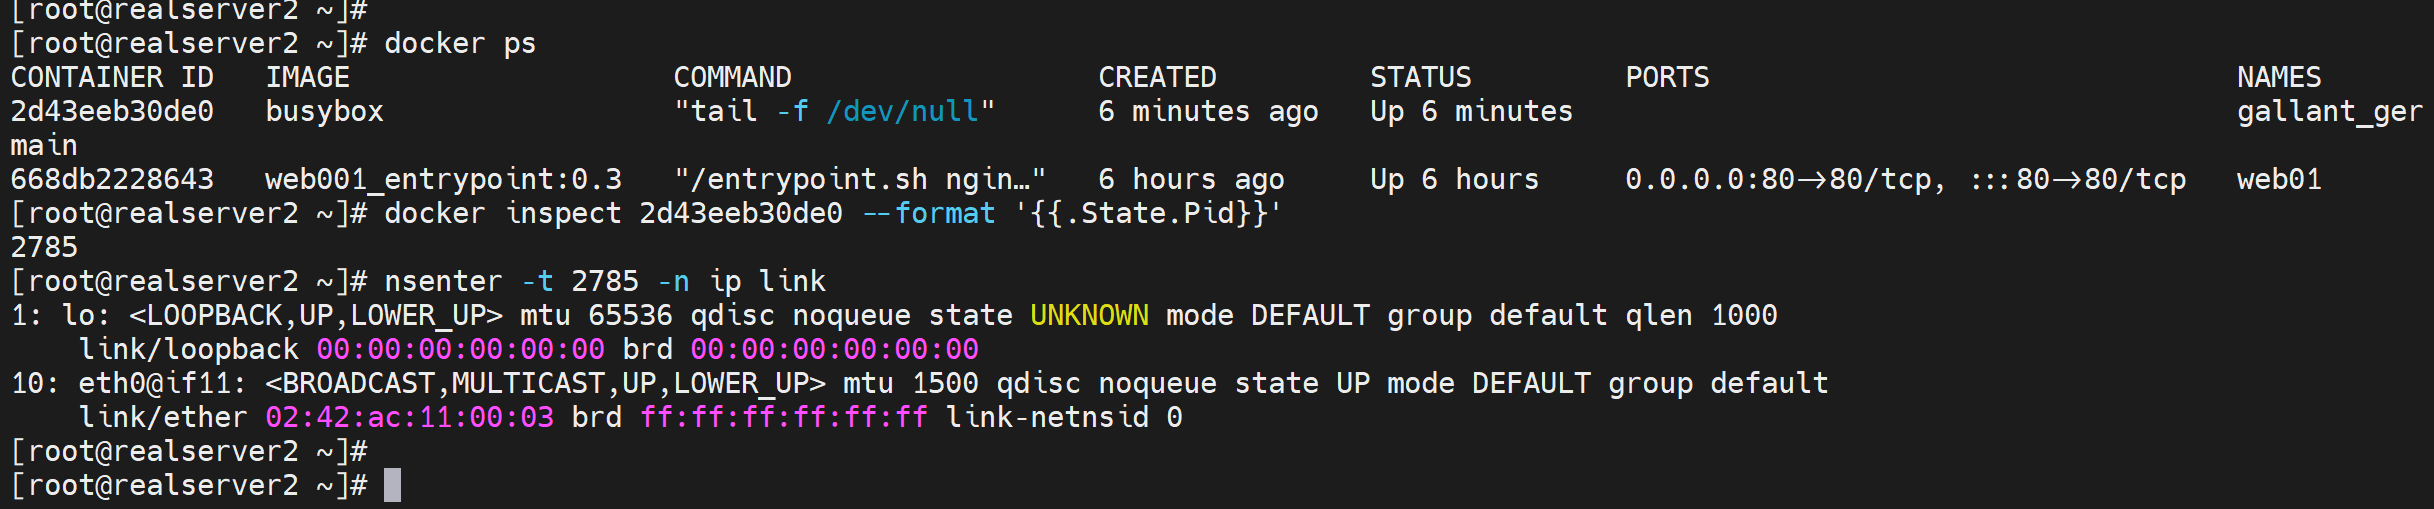 [root@realserver2 ~]#
[root@realserver2 ~]# docker ps
CONTAINER ID   IMAGE                   COMMAND                  CREATED         STATUS         PORTS                               NAMES
2d43eeb30de0   busybox                 "tail -f /dev/null"      6 minutes ago   Up 6 minutes                                       gallant_ger
main
668db2228643   web001_entrypoint:0.3   "/entrypoint.sh ngin…"   6 hours ago     Up 6 hours     0.0.0.0:80->80/tcp, :::80->80/tcp   web01
[root@realserver2 ~]# docker inspect 2d43eeb30de0 --format '{{.State.Pid}}'
2785
[root@realserver2 ~]# nsenter -t 2785 -n ip link
1: lo: <LOOPBACK,UP,LOWER_UP> mtu 65536 qdisc noqueue state UNKNOWN mode DEFAULT group default qlen 1000
    link/loopback 00:00:00:00:00:00 brd 00:00:00:00:00:00
10: eth0@if11: <BROADCAST,MULTICAST,UP,LOWER_UP> mtu 1500 qdisc noqueue state UP mode DEFAULT group default
    link/ether 02:42:ac:11:00:03 brd ff:ff:ff:ff:ff:ff link-netnsid 0
[root@realserver2 ~]#
[root@realserver2 ~]#